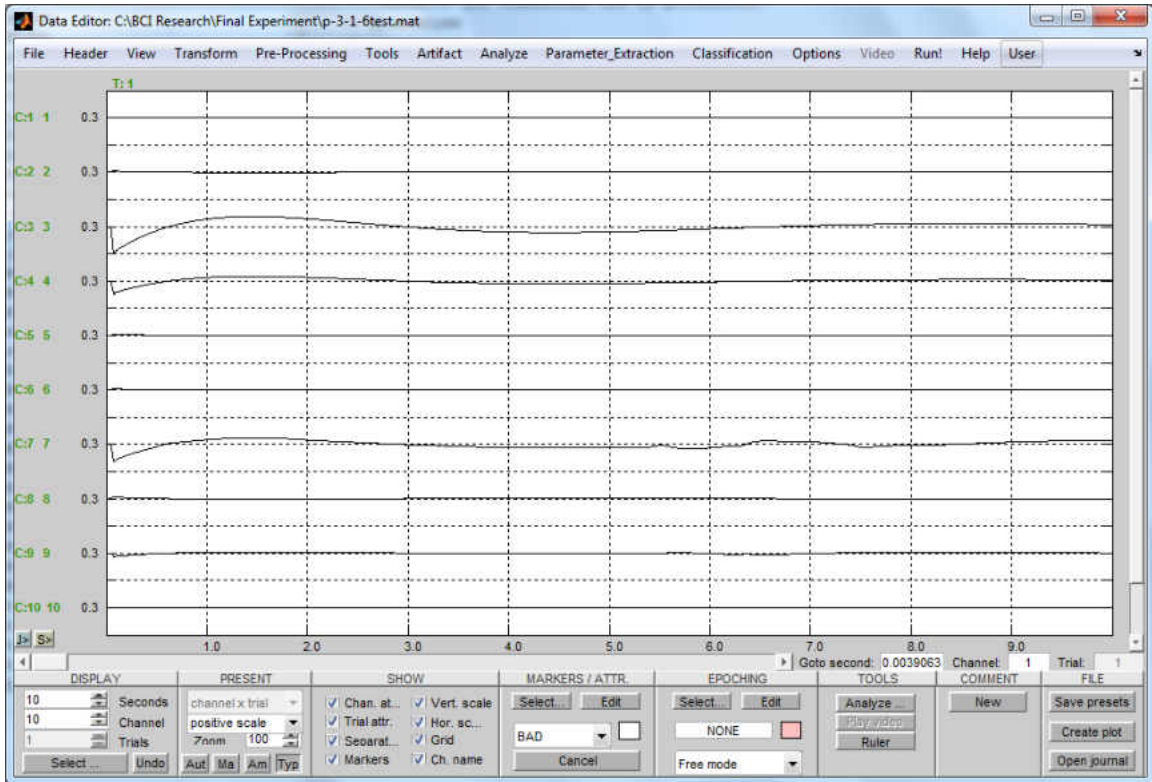 Data Editor: C:\BCI Research\Final Experiment\p-3-1-6test.mat
File Header View Transform Pre-Processing Tools Artifact Analyze Parameter_Extraction Classification Options Video Run! Help User
T: 1
C:1 1 0.3
C:2 2 0.3
C:3 3 0.3
C:4 4 0.3
C:5 5 0.3
C:6 6 0.3
C:7 7 0.3
C:8 8 0.3
C:9 9 0.3
C:10 10 0.3
J> S>
1.0 2.0 3.0 4.0 5.0 6.0 7.0 8.0 9.0
Goto second: 0.0039063 Channel: 1 Trial: 1
DISPLAY PRESENT SHOW MARKERS / ATTR. EPOCHING TOOLS COMMENT FILE
10 Seconds channel x trial Chan. at... Vert. scale Select... Edit Select... Edit Analyze ... New Save presets
10 Channel positive scale Trial attr. Hor. sc... BAD NONE Play video Create plot
1 Trials Zoom 100 Separat... Grid Ruler
Select ... Undo Aut Ma Am Typ Markers Ch. name Cancel Free mode Open journal